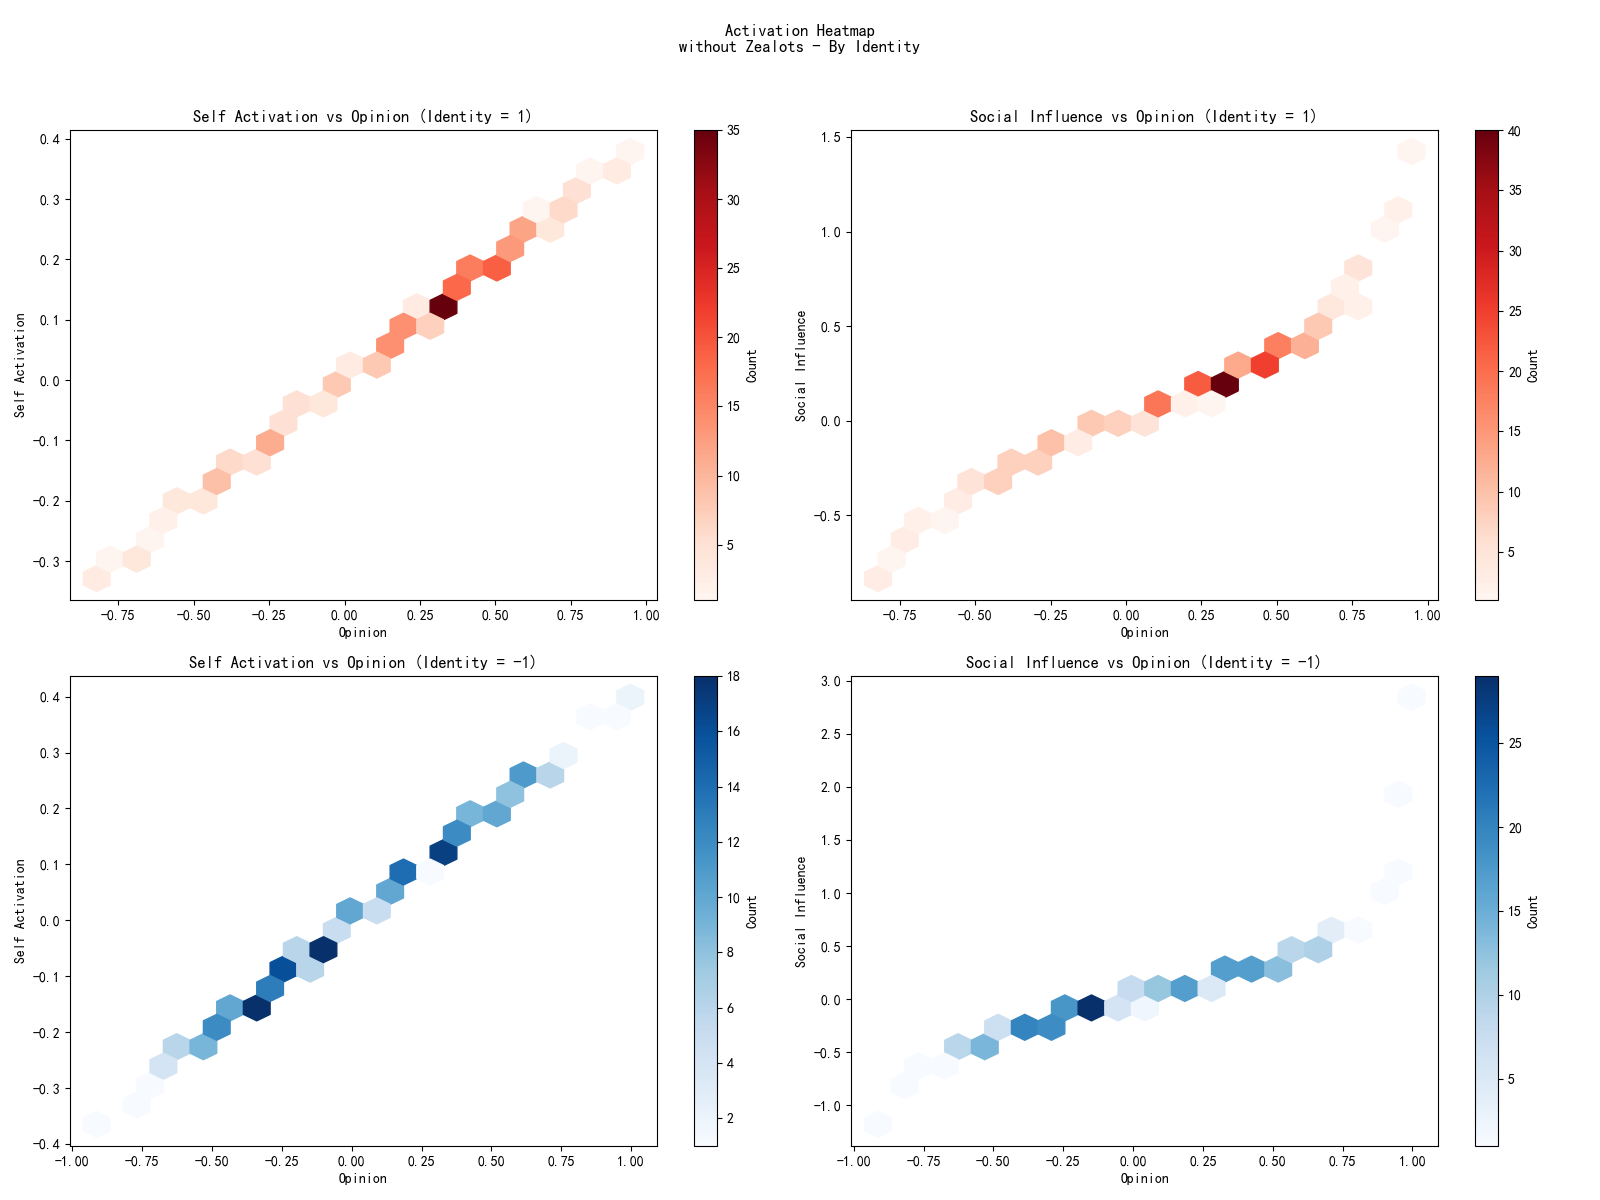 Activation Heatmap
without Zealots - By Identity
Self Activation vs Opinion (Identity = 1)
0.4
0.3
0.2
0.1
0.0
-0.1
-0.2
-0.3
Self Activation
-0.75 -0.50 -0.25 0.00 0.25 0.50 0.75 1.00
Opinion
35
30
25
20
15
10
5
Count
Social Influence vs Opinion (Identity = 1)
1.5
1.0
0.5
0.0
-0.5
Social Influence
-0.75 -0.50 -0.25 0.00 0.25 0.50 0.75 1.00
Opinion
40
35
30
25
20
15
10
5
Count
Self Activation vs Opinion (Identity = -1)
0.4
0.3
0.2
0.1
0.0
-0.1
-0.2
-0.3
-0.4
Self Activation
-1.00 -0.75 -0.50 -0.25 0.00 0.25 0.50 0.75 1.00
Opinion
18
16
14
12
10
8
6
4
2
Count
Social Influence vs Opinion (Identity = -1)
3.0
2.5
2.0
1.5
1.0
0.5
0.0
-0.5
-1.0
Social Influence
-1.00 -0.75 -0.50 -0.25 0.00 0.25 0.50 0.75 1.00
Opinion
25
20
15
10
5
Count